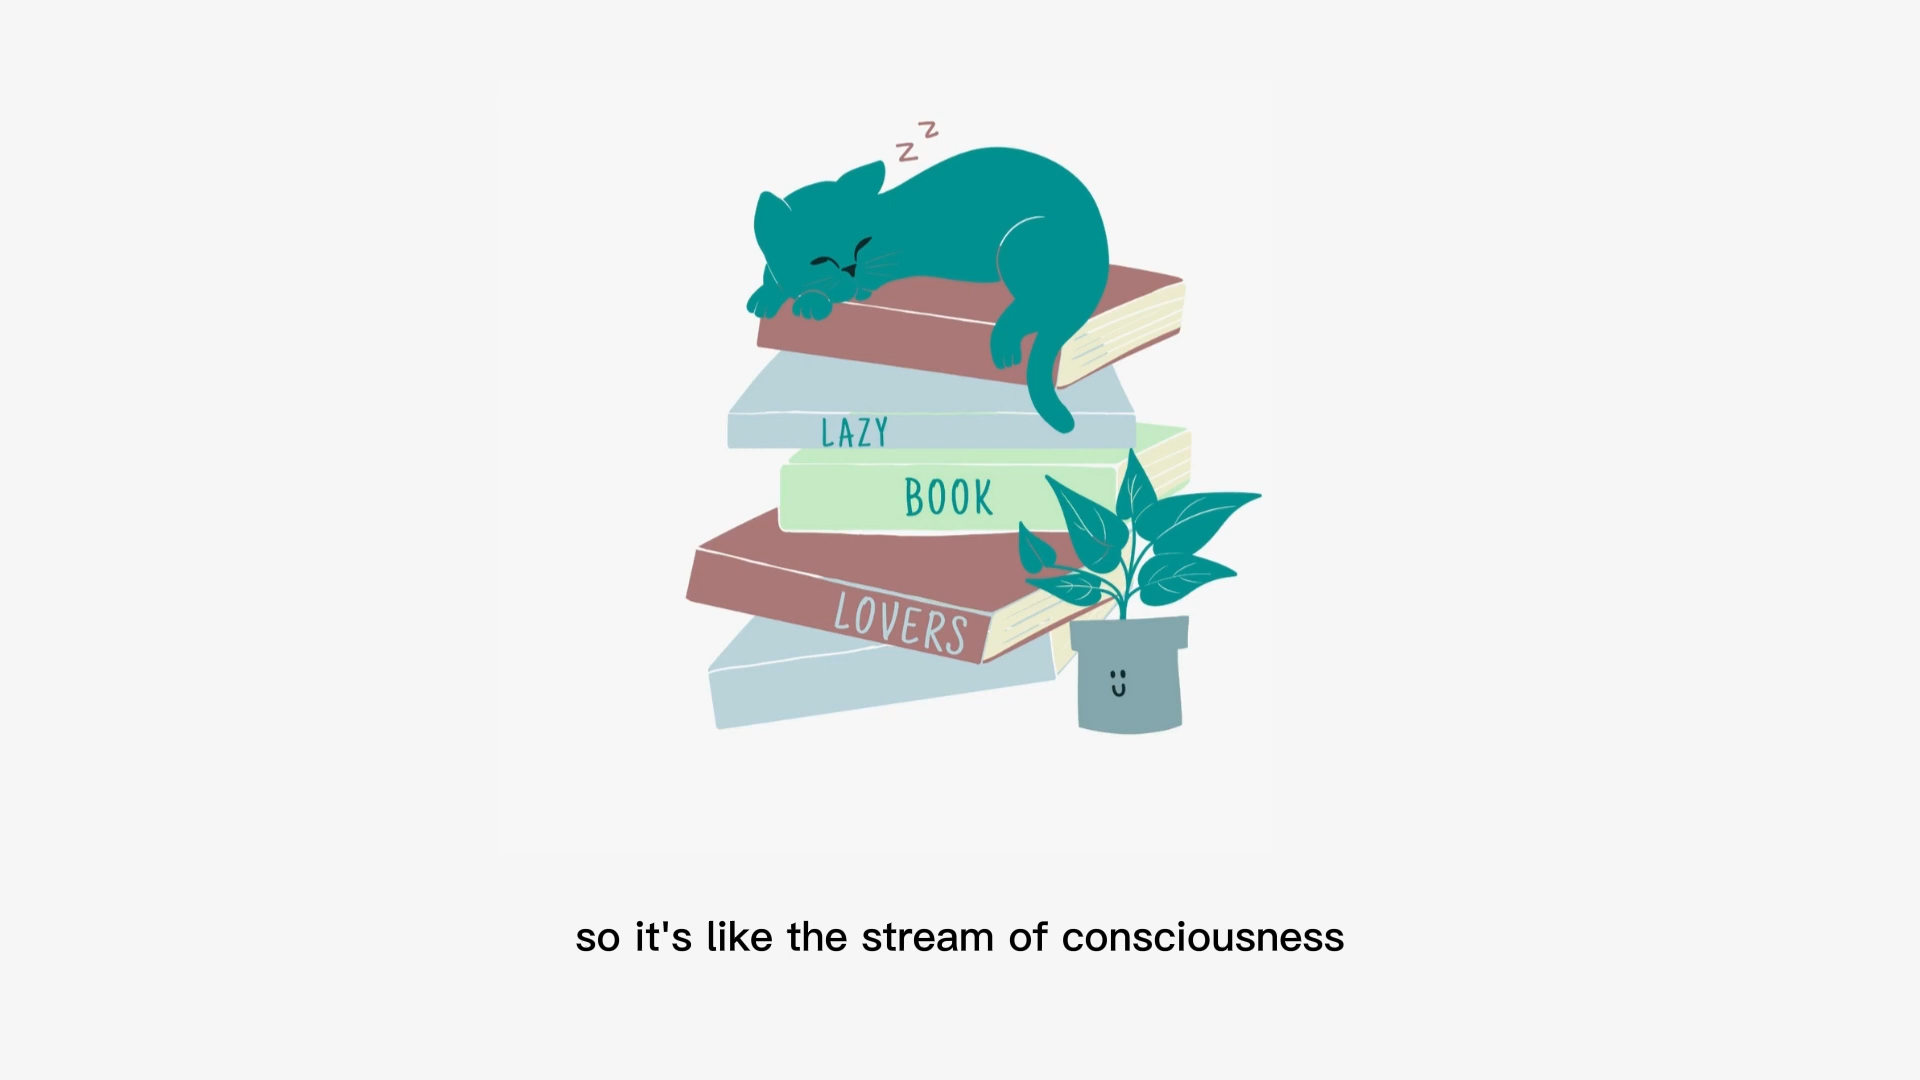 z
z
LAZY
BOOK
LOVERS
so it's like the stream of consciousness